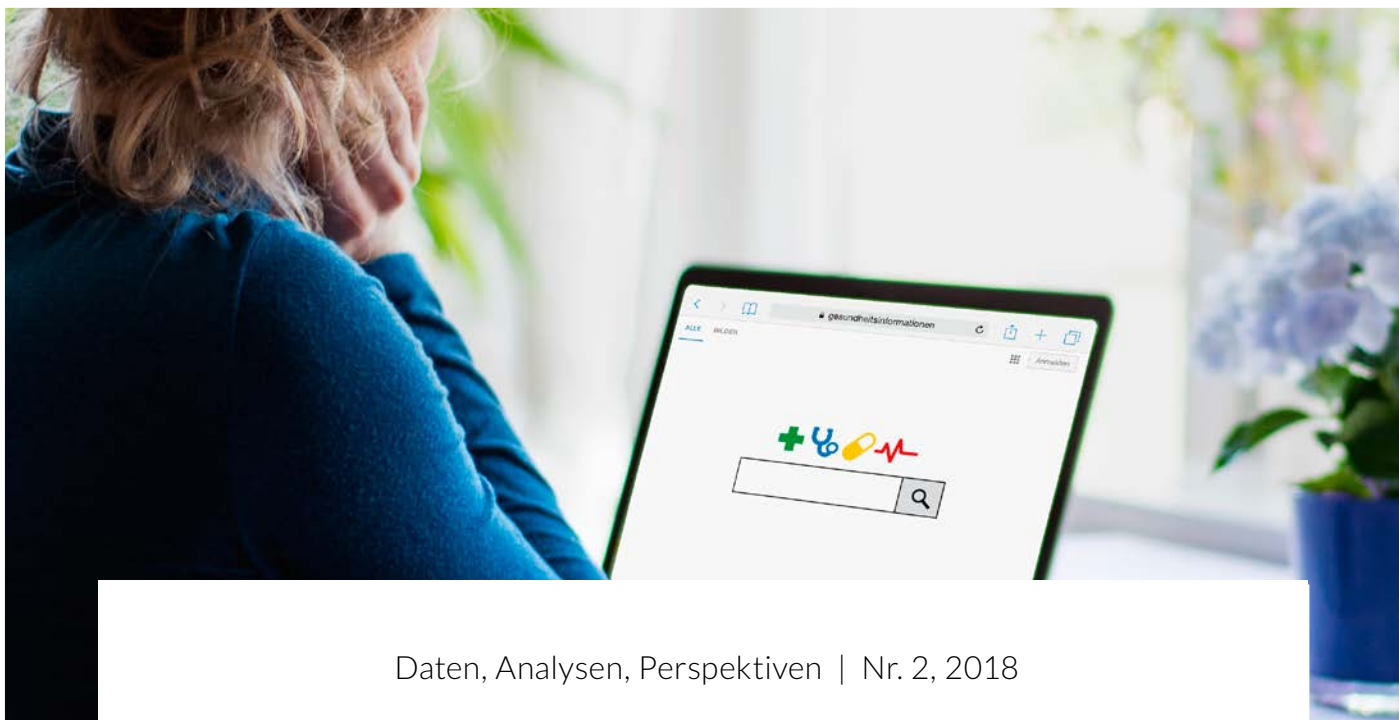 gesundheitsinformationen
ALLE BILDER
Anmelden
Daten, Analysen, Perspektiven | Nr. 2, 2018